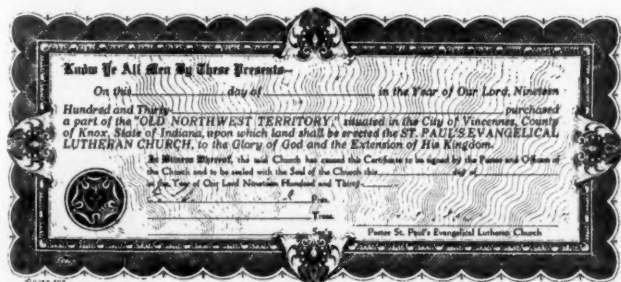 Know Ye All Men By These Presents—
On this day of in the Year of Our Lord, Nineteen
Hundred and Thirty- purchased
a part of the "OLD NORTHWEST TERRITORY," situated in the City of Vincennes, County
of Knox, State of Indiana, upon which land shall be erected the ST. PAUL'S EVANGELICAL
LUTHERAN CHURCH, to the Glory of God and the Extension of His Kingdom.
In Witness Whereof, the said Church has caused this Certificate to be signed by the Pastor and Officers of
the Church and to be sealed with the Seal of the Church this day of
in the Year of Our Lord Nineteen Hundred and Thirty-
Pres.
Treas.
Secy.
Pastor St. Paul's Evangelical Lutheran Church